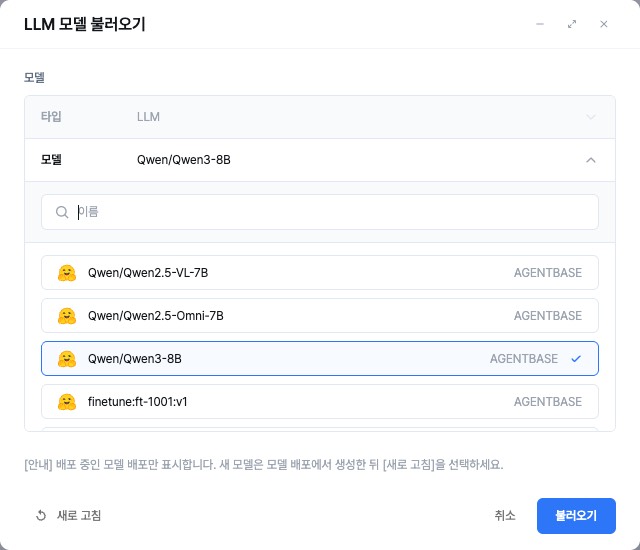 LLM 모델 불러오기
모델
타입 LLM
모델 Qwen/Qwen3-8B
이름
Qwen/Qwen2.5-VL-7B AGENTBASE
Qwen/Qwen2.5-Omni-7B AGENTBASE
Qwen/Qwen3-8B AGENTBASE
finetune:ft-1001:v1 AGENTBASE
[안내] 배포 중인 모델 배포만 표시합니다. 새 모델은 모델 배포에서 생성한 뒤 [새로 고침]을 선택하세요.
새로 고침 취소 불러오기